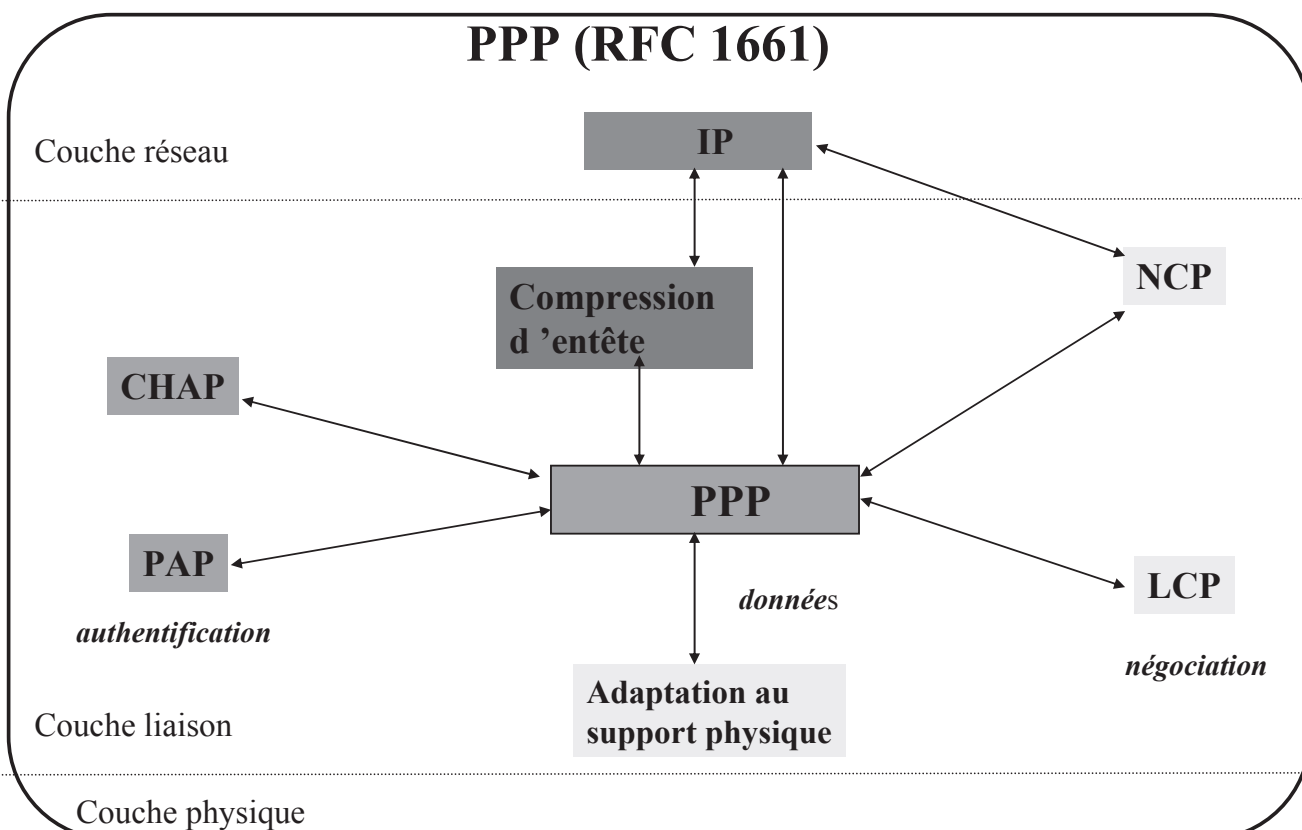 PPP (RFC 1661)
Couche réseau
IP
NCP
Compression
d ’entête
CHAP
PPP
PAP
LCP
données
authentification
négociation
Adaptation au
support physique
Couche liaison
Couche physique